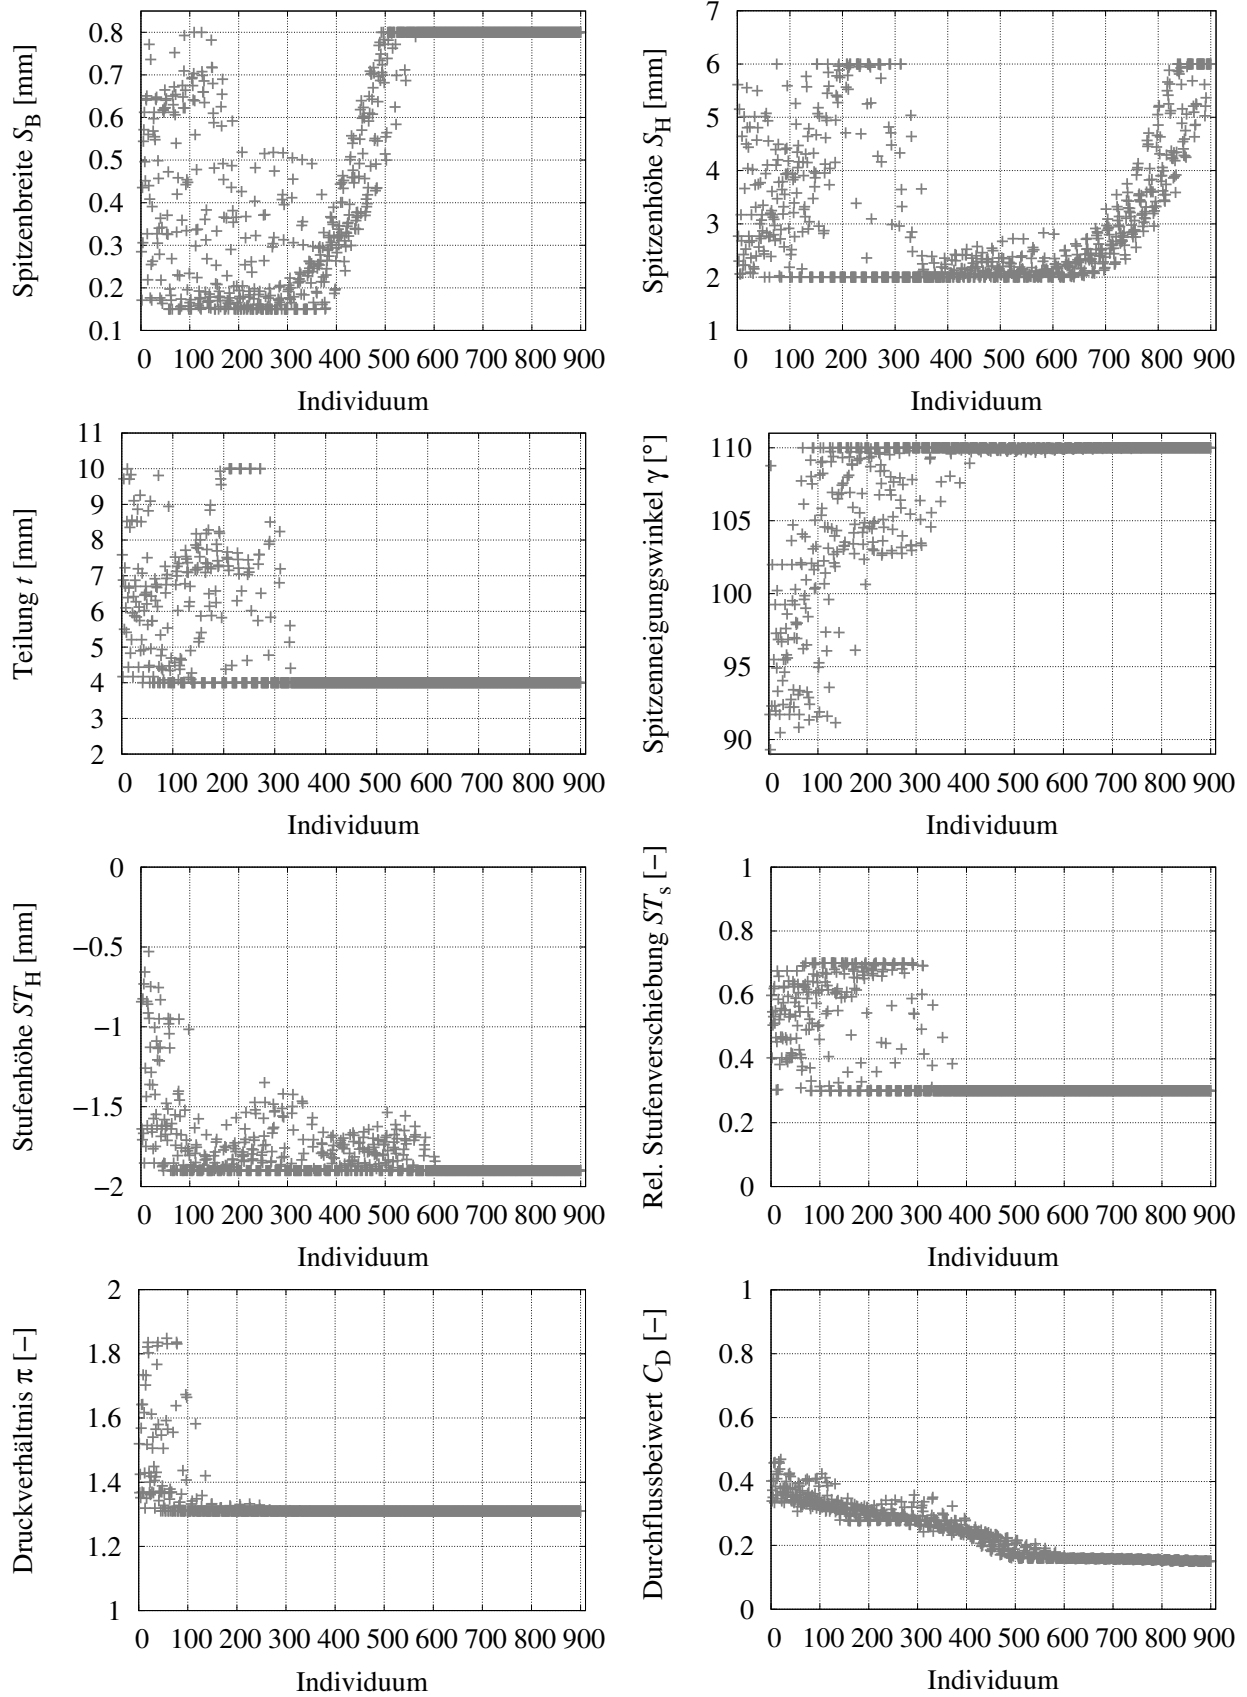 Spitzenbreite S_B [mm]
0.8
0.7
0.6
0.5
0.4
0.3
0.2
0.1
0 100 200 300 400 500 600 700 800 900
Individuum
Spitzenhöhe S_H [mm]
7
6
5
4
3
2
1
0 100 200 300 400 500 600 700 800 900
Individuum
Teilung t [mm]
11
10
9
8
7
6
5
4
3
2
0 100 200 300 400 500 600 700 800 900
Individuum
Spitzenneigungswinkel γ [°]
110
105
100
95
90
0 100 200 300 400 500 600 700 800 900
Individuum
Stufenhöhe ST_H [mm]
0
−0.5
−1
−1.5
−2
0 100 200 300 400 500 600 700 800 900
Individuum
Rel. Stufenverschiebung ST_s [−]
1
0.8
0.6
0.4
0.2
0
0 100 200 300 400 500 600 700 800 900
Individuum
Druckverhältnis π [−]
2
1.8
1.6
1.4
1.2
1
0 100 200 300 400 500 600 700 800 900
Individuum
Durchflussbeiwert C_D [−]
1
0.8
0.6
0.4
0.2
0
0 100 200 300 400 500 600 700 800 900
Individuum